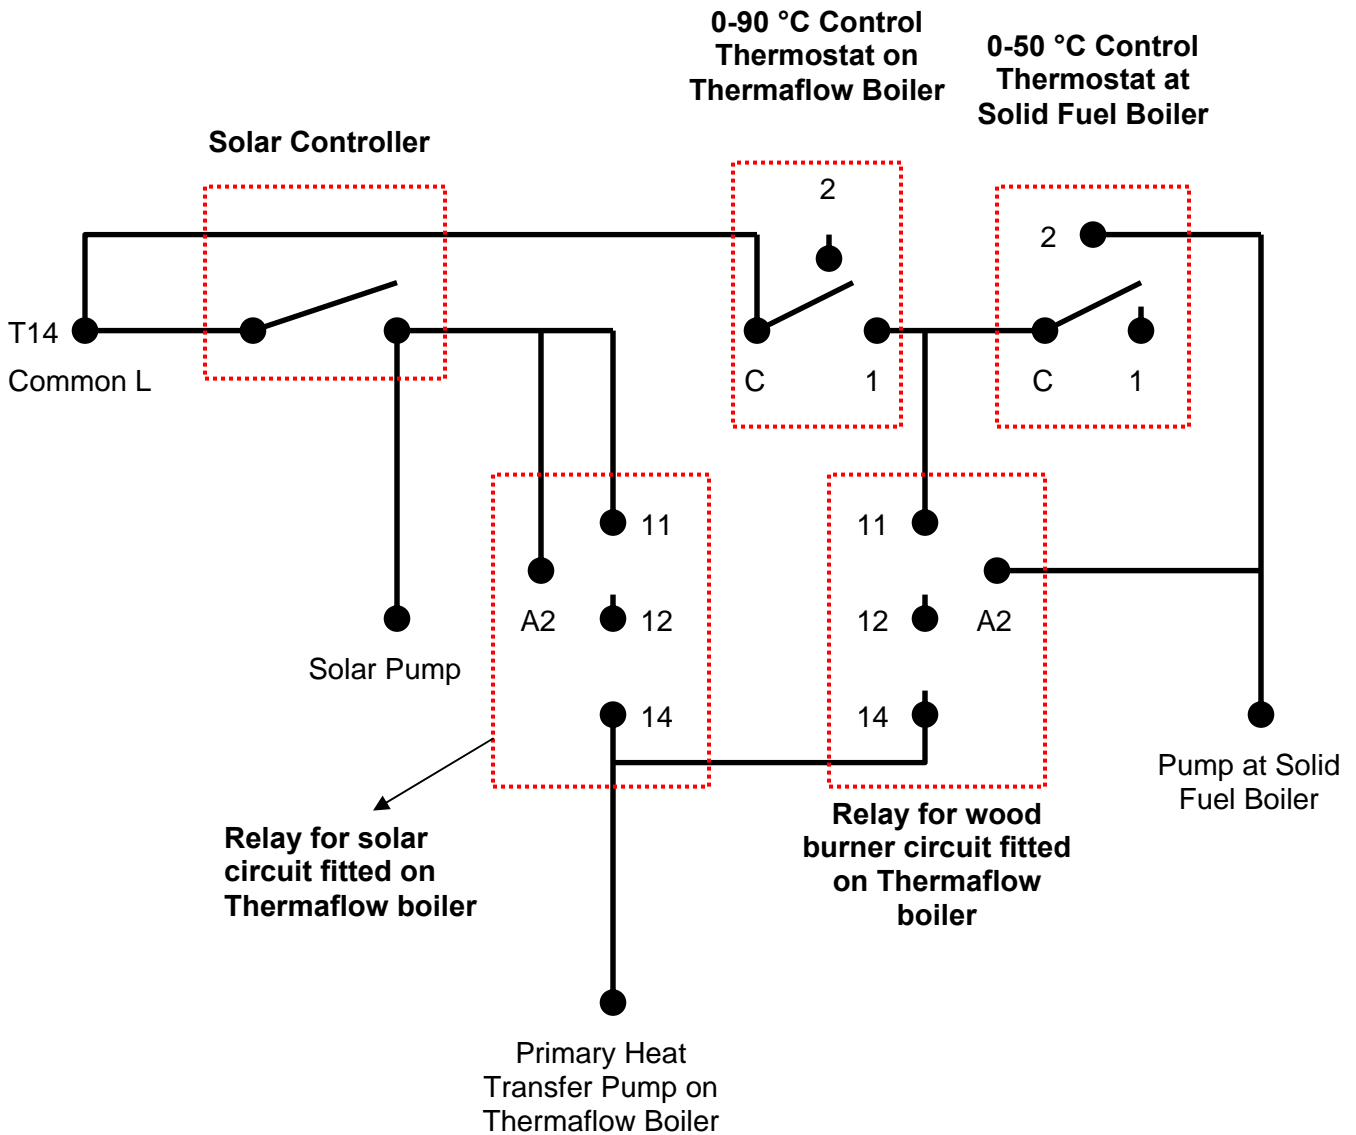 0-90 °C Control
Thermostat on
Thermaflow Boiler
0-50 °C Control
Thermostat at
Solid Fuel Boiler
Solar Controller
2
2
T14
Common L
C
1
C
1
11
11
A2
12
12
A2
Solar Pump
14
14
Pump at Solid
Fuel Boiler
Relay for solar
circuit fitted on
Thermaflow boiler
Relay for wood
burner circuit fitted
on Thermaflow
boiler
Primary Heat
Transfer Pump on
Thermaflow Boiler